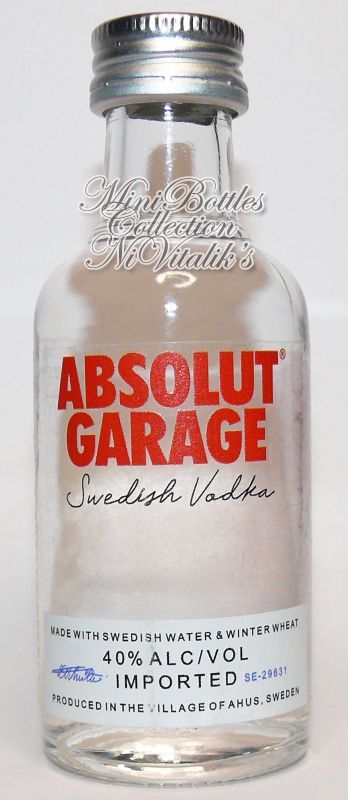 Mini Bottles
Collection
NiVitalik's
ABSOLUT®
GARAGE
Swedish Vodka
MADE WITH SWEDISH WATER & WINTER WHEAT
40% ALC/VOL
IMPORTED SE-29631
PRODUCED IN THE VILLAGE OF AHUS, SWEDEN